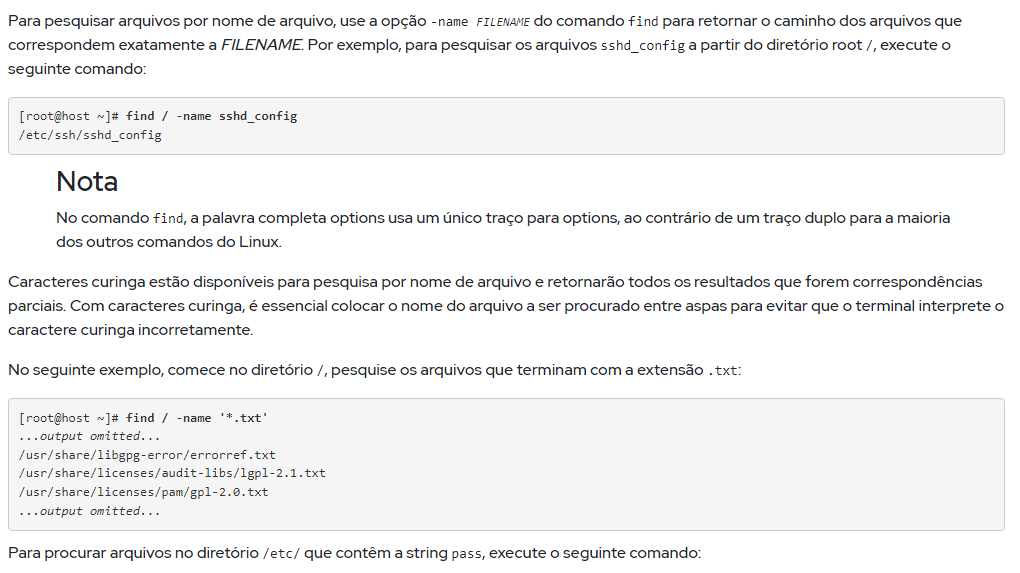 Para pesquisar arquivos por nome de arquivo, use a opção -name FILENAME do comando find para retornar o caminho dos arquivos que
correspondem exatamente a FILENAME. Por exemplo, para pesquisar os arquivos sshd_config a partir do diretório root /, execute o
seguinte comando:
[root@host ~]# find / -name sshd_config
/etc/ssh/sshd_config
Nota
No comando find, a palavra completa options usa um único traço para options, ao contrário de um traço duplo para a maioria
dos outros comandos do Linux.
Caracteres curinga estão disponíveis para pesquisa por nome de arquivo e retornarão todos os resultados que forem correspondências
parciais. Com caracteres curinga, é essencial colocar o nome do arquivo a ser procurado entre aspas para evitar que o terminal interprete o
caractere curinga incorretamente.
No seguinte exemplo, comece no diretório /, pesquise os arquivos que terminam com a extensão .txt:
[root@host ~]# find / -name '*.txt'
...output omitted...
/usr/share/libgpg-error/errorref.txt
/usr/share/licenses/audit-libs/lgpl-2.1.txt
/usr/share/licenses/pam/gpl-2.0.txt
...output omitted...
Para procurar arquivos no diretório /etc/ que contêm a string pass, execute o seguinte comando: